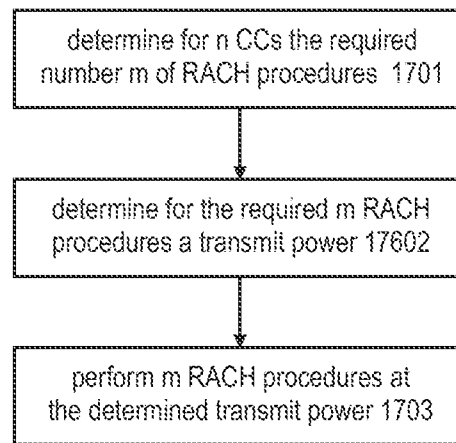 determine for n CCs the required
number m of RACH procedures 1701
determine for the required m RACH
procedures a transmit power 17602
perform m RACH procedures at
the determined transmit power 1703